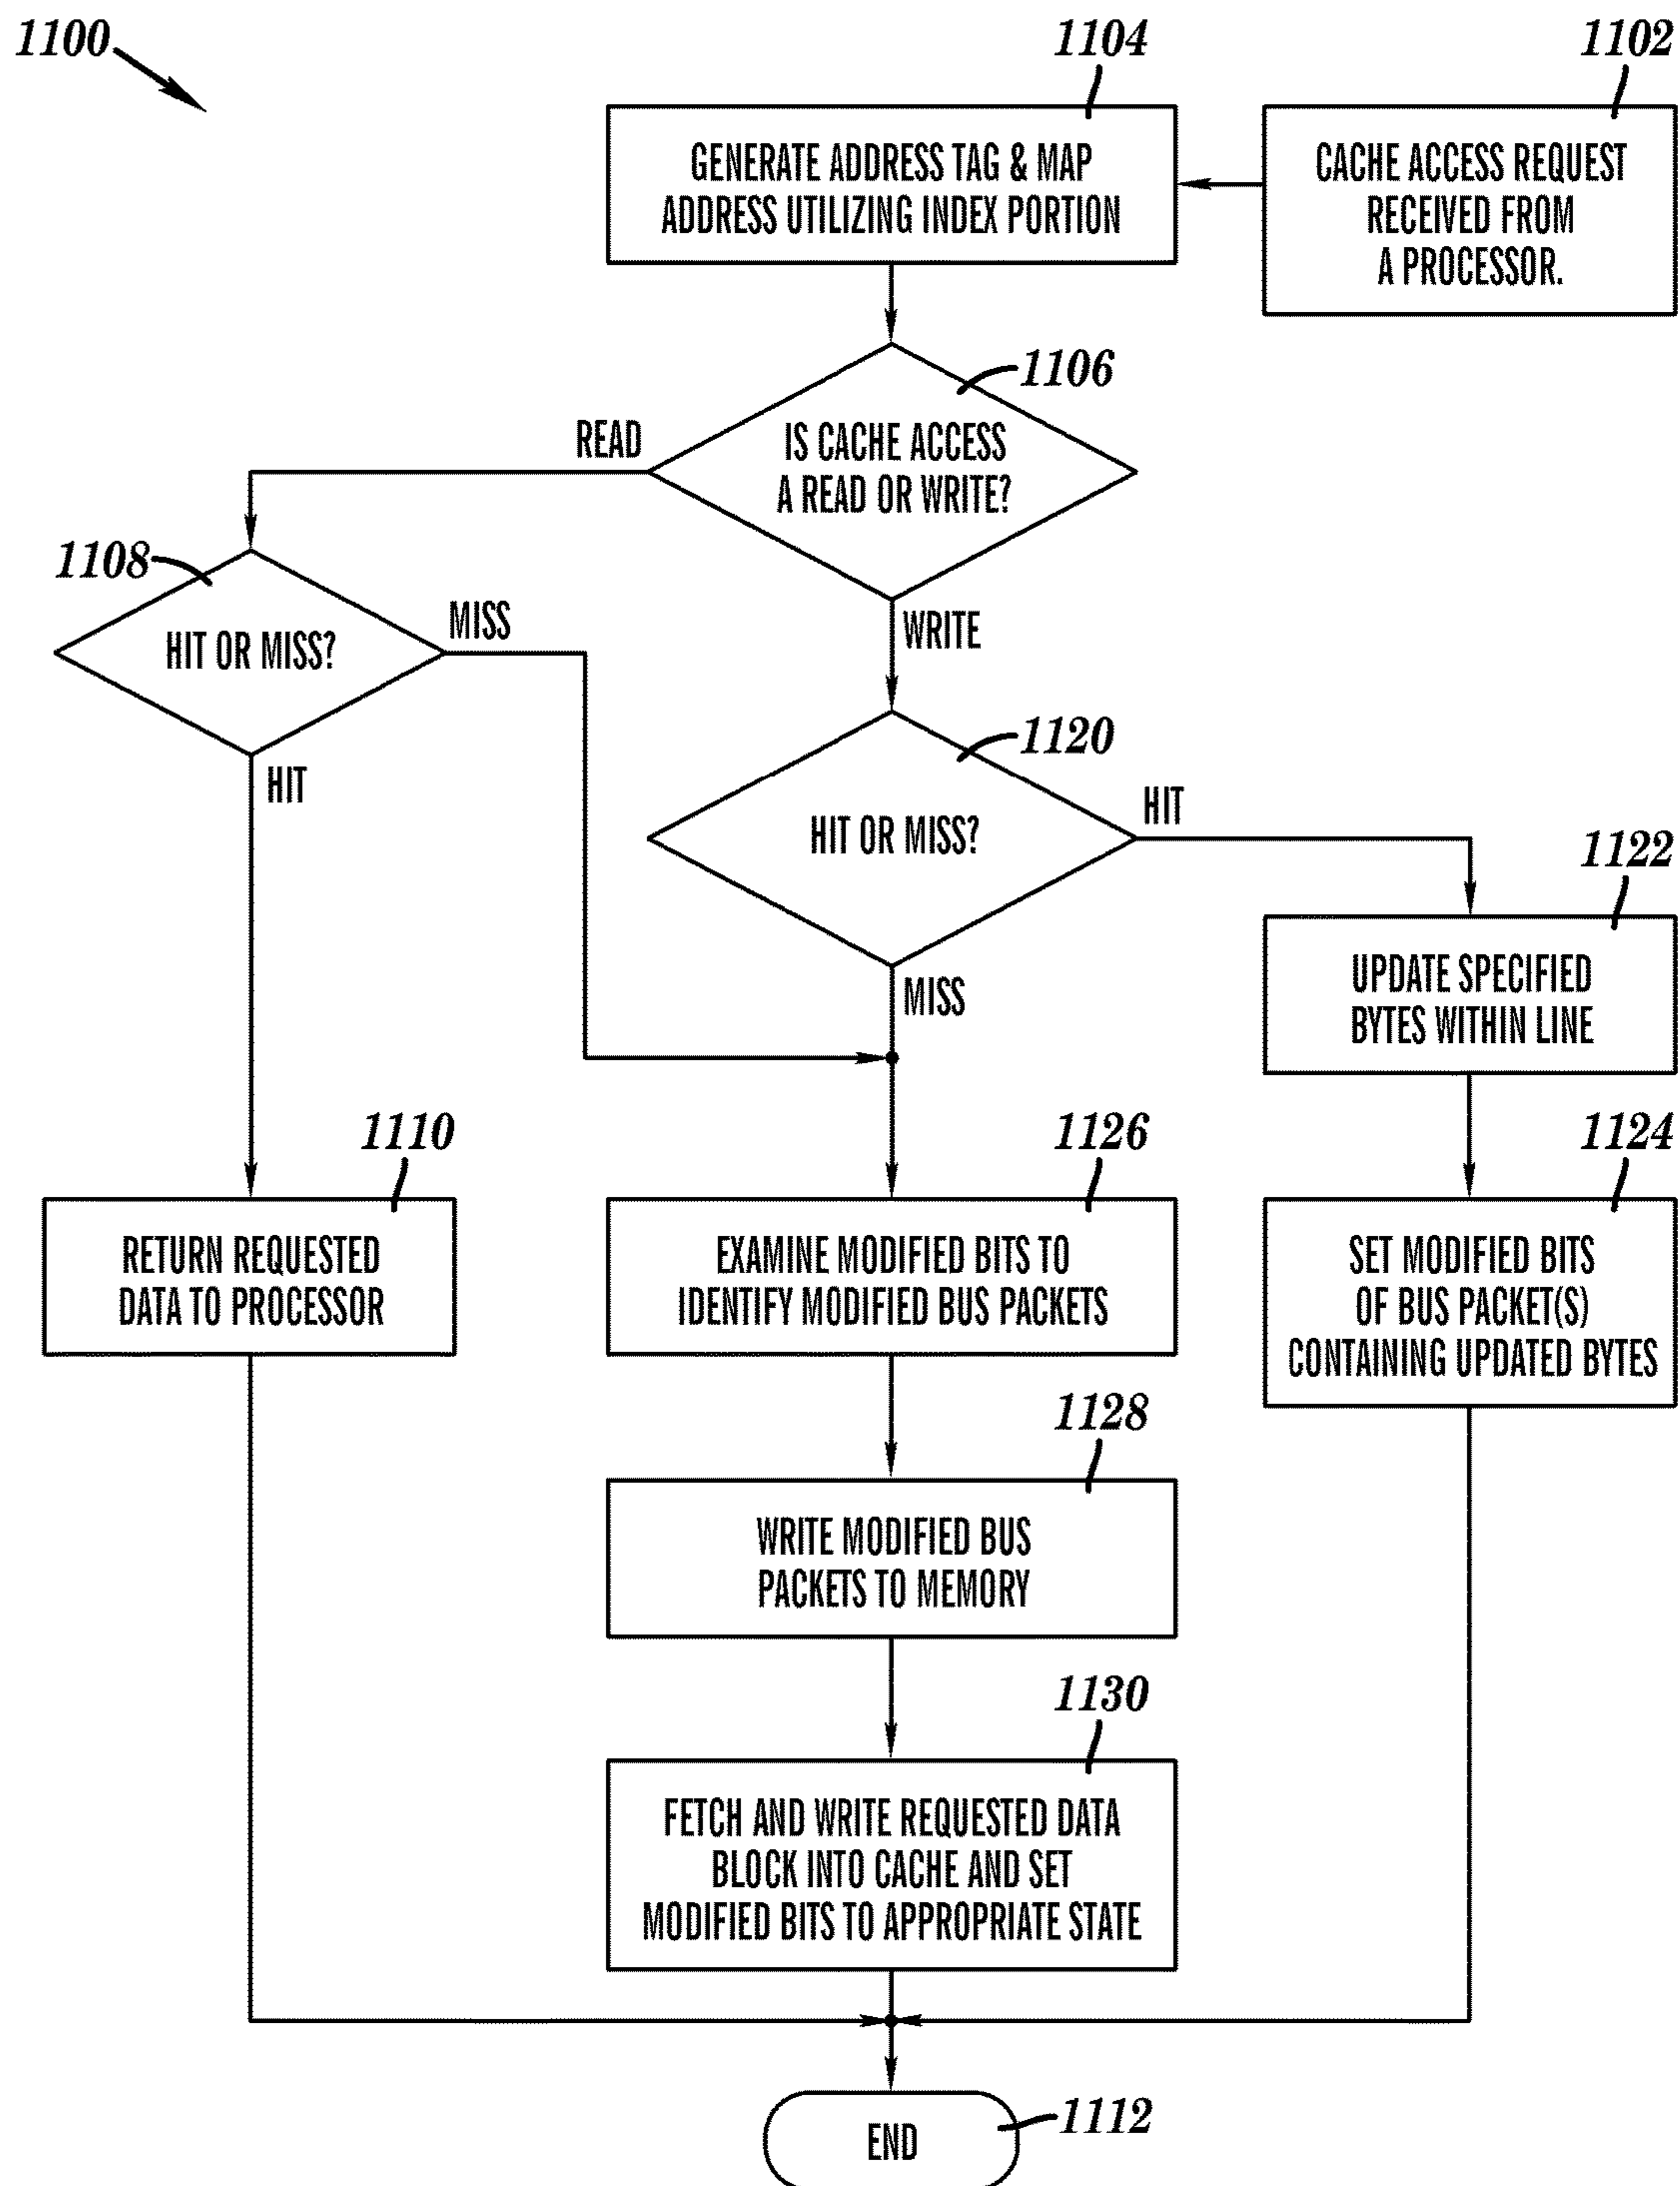 1100
1104
1102
GENERATE ADDRESS TAG & MAP
ADDRESS UTILIZING INDEX PORTION
CACHE ACCESS REQUEST
RECEIVED FROM
A PROCESSOR.
1106
READ
IS CACHE ACCESS
A READ OR WRITE?
1108
MISS
WRITE
HIT OR MISS?
HIT
1120
HIT OR MISS?
HIT
1122
MISS
UPDATE SPECIFIED
BYTES WITHIN LINE
1110
1126
1124
RETURN REQUESTED
DATA TO PROCESSOR
EXAMINE MODIFIED BITS TO
IDENTIFY MODIFIED BUS PACKETS
SET MODIFIED BITS
OF BUS PACKET(S)
CONTAINING UPDATED BYTES
1128
WRITE MODIFIED BUS
PACKETS TO MEMORY
1130
FETCH AND WRITE REQUESTED DATA
BLOCK INTO CACHE AND SET
MODIFIED BITS TO APPROPRIATE STATE
END
1112